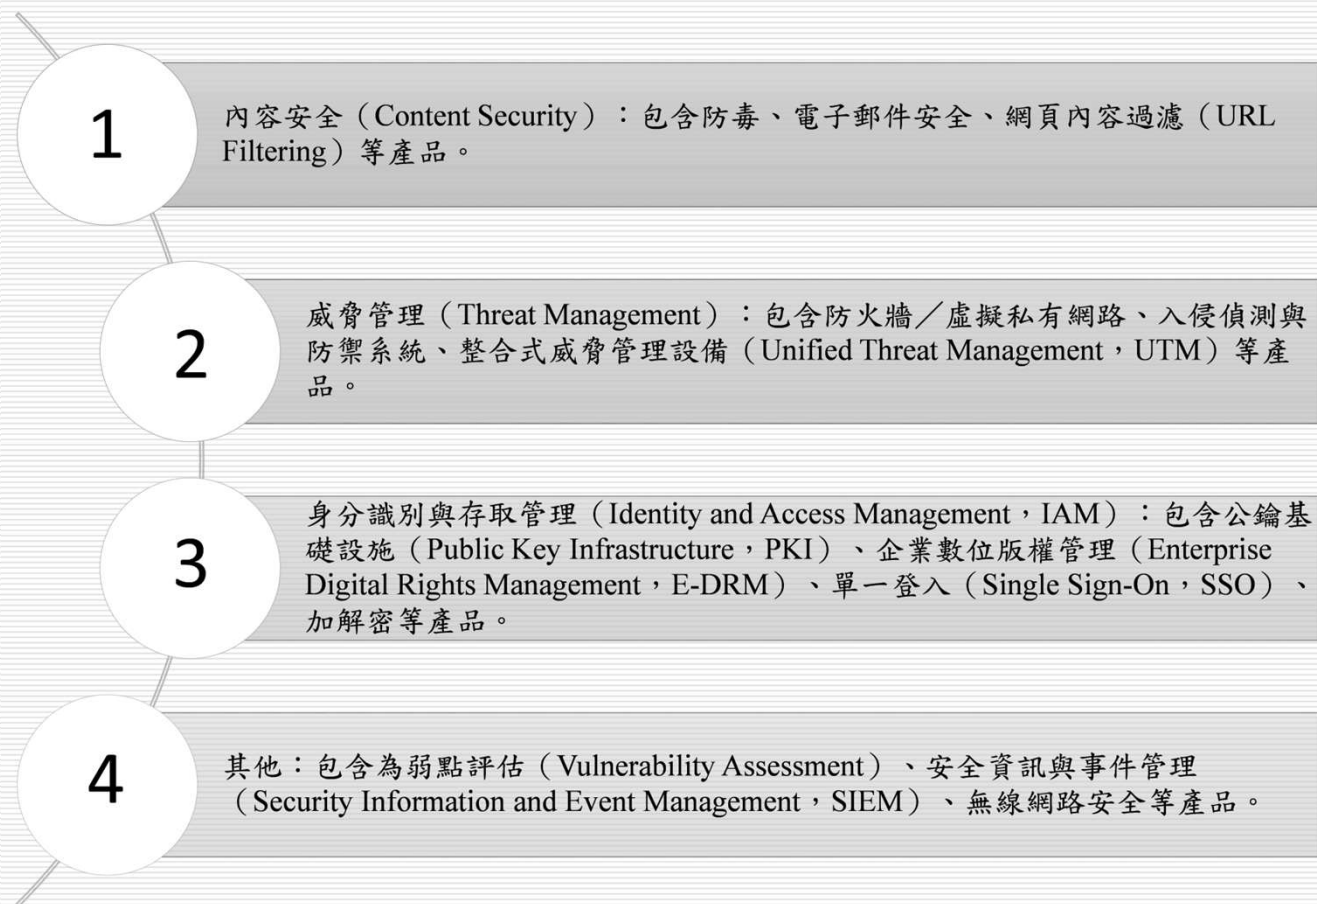 1
內容安全（Content Security）：包含防毒、電子郵件安全、網頁內容過濾（URL
Filtering）等產品。
2
威脅管理（Threat Management）：包含防火牆／虛擬私有網路、入侵偵測與
防禦系統、整合式威脅管理設備（Unified Threat Management，UTM）等產
品。
3
身分識別與存取管理（Identity and Access Management，IAM）：包含公鑰基
礎設施（Public Key Infrastructure，PKI）、企業數位版權管理（Enterprise
Digital Rights Management，E-DRM）、單一登入（Single Sign-On，SSO）、
加解密等產品。
4
其他：包含為弱點評估（Vulnerability Assessment）、安全資訊與事件管理
（Security Information and Event Management，SIEM）、無線網路安全等產品。